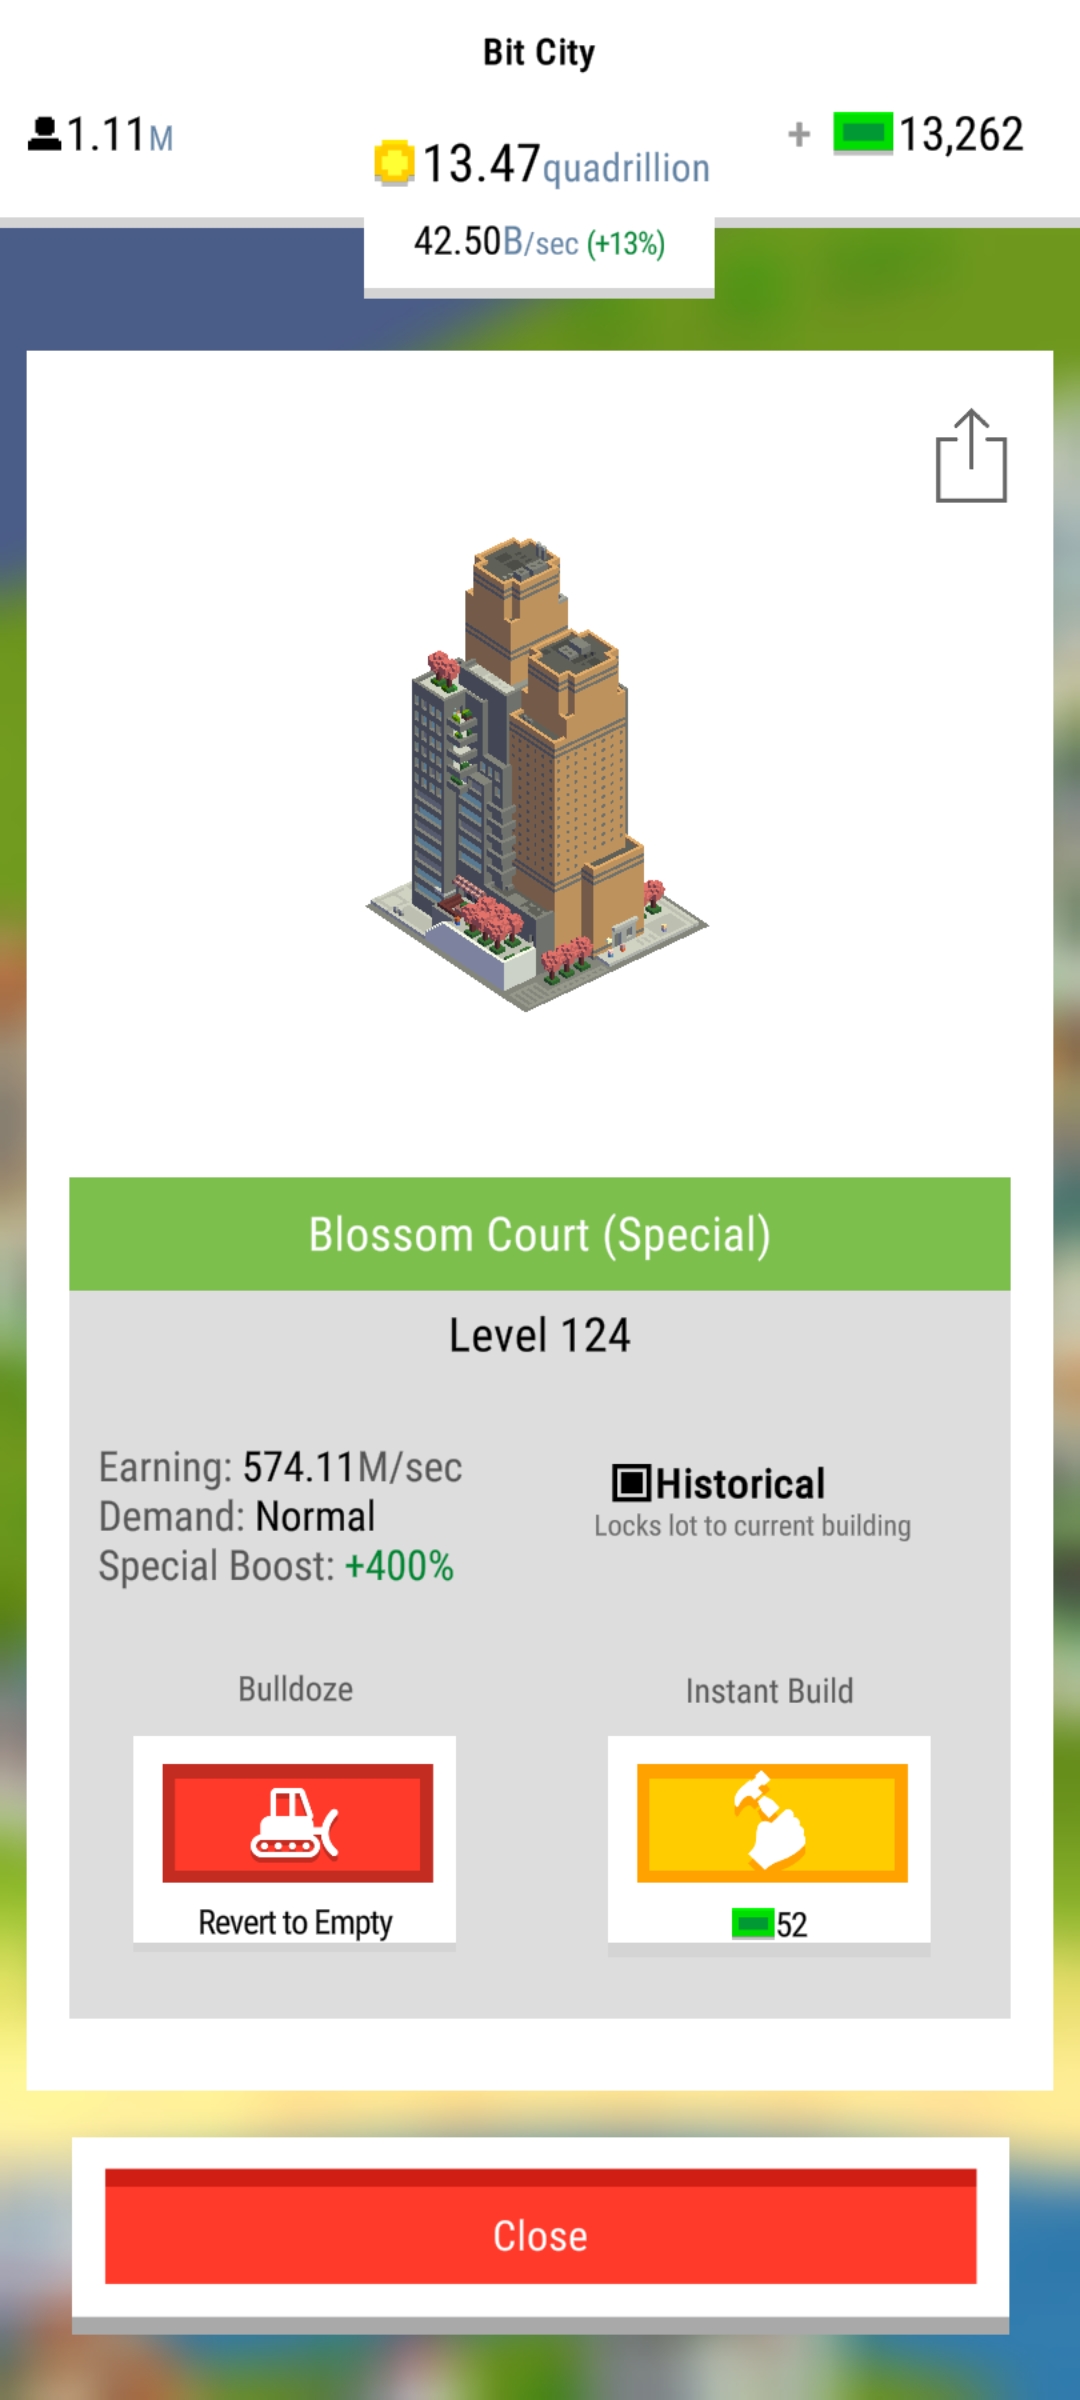 Bit City
1.11M
13.47quadrillion
+ 13,262
42.50B/sec (+13%)
Blossom Court (Special)
Level 124
Earning: 574.11M/sec
Demand: Normal
Special Boost: +400%
Historical
Locks lot to current building
Bulldoze
Revert to Empty
Instant Build
52
Close